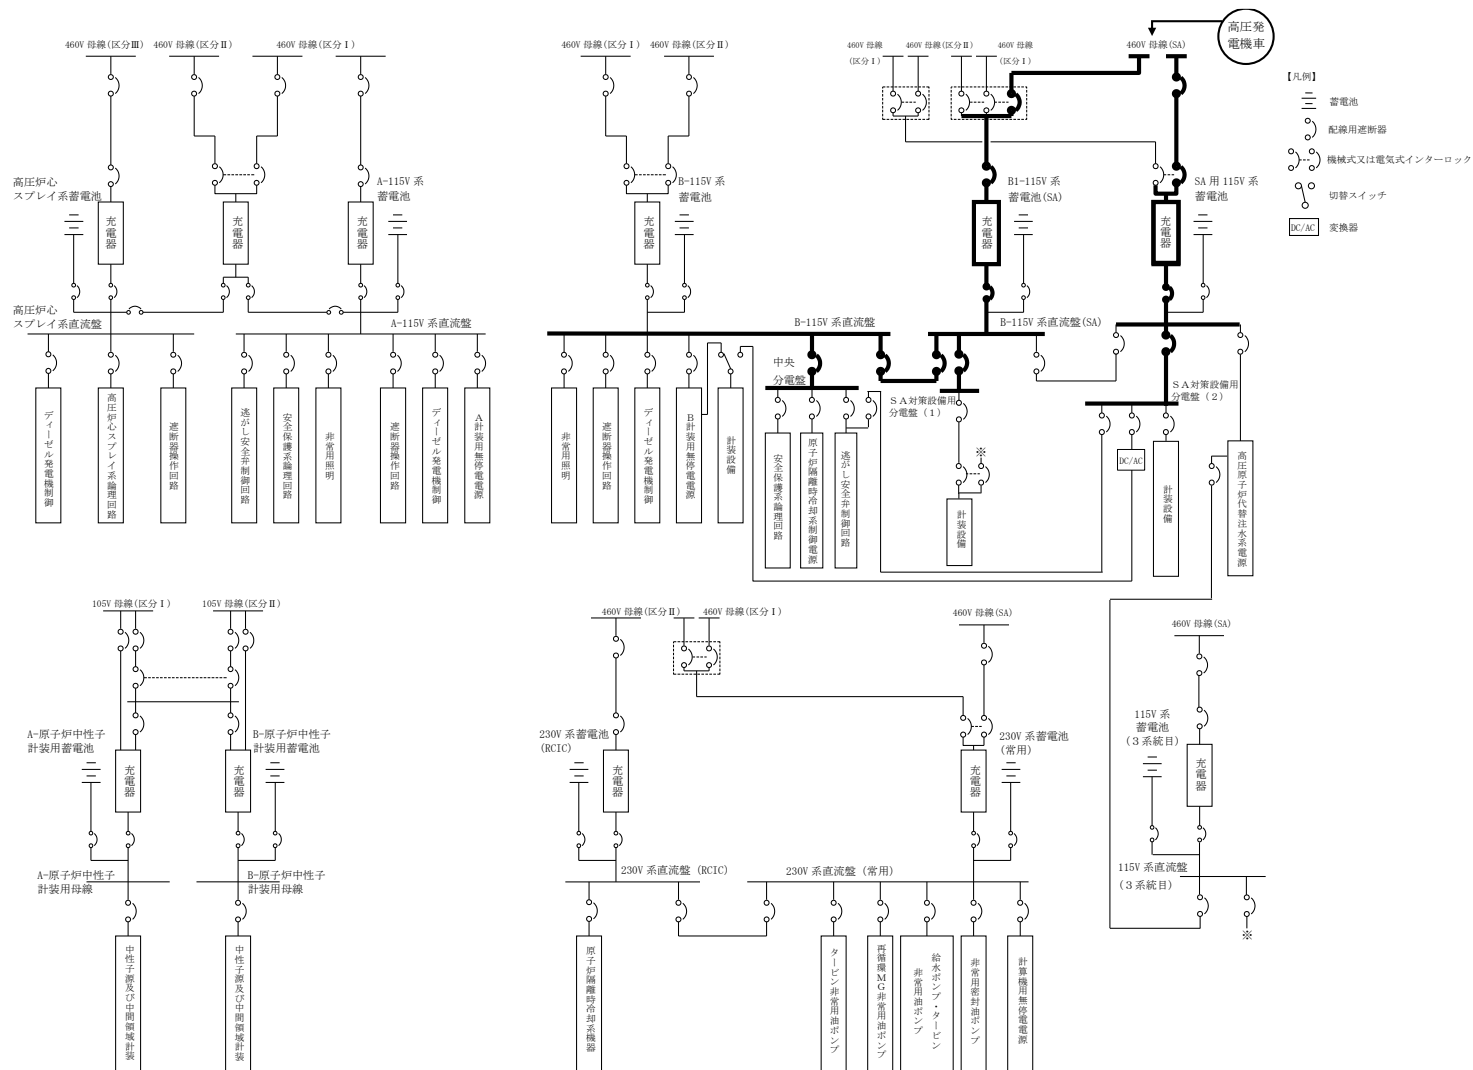 460V 母線(区分Ⅲ)
460V 母線(区分Ⅱ)
460V 母線(区分Ⅰ)
460V 母線(区分Ⅰ)
460V 母線(区分Ⅱ)
460V 母線
(区分Ⅰ)
460V 母線(区分Ⅱ)
460V 母線
(区分Ⅰ)
460V 母線(SA)
高圧発
電機車
【凡例】
蓄電池
配線用遮断器
機械式又は電気式インターロック
切替スイッチ
DC/AC
変換器
高圧炉心
スプレイ系蓄電池
充電器
充電器
A-115V 系
蓄電池
充電器
B-115V 系
蓄電池
充電器
B1-115V 系
蓄電池(SA)
充電器
SA用 115V 系
蓄電池
充電器
高圧炉心
スプレイ系直流盤
A-115V 系直流盤
B-115V 系直流盤
B-115V 系直流盤(SA)
中央
分電盤
SA対策設備用
分電盤（1）
SA対策設備用
分電盤（2）
ディーゼル発電機制御
高圧炉心スプレイ系論理回路
遮断器操作回路
逃がし安全弁制御回路
安全保護系論理回路
非常用照明
遮断器操作回路
ディーゼル発電機制御
A計装用無停電電源
非常用照明
遮断器操作回路
ディーゼル発電機制御
B計装用無停電電源
計装設備
安全保護系論理回路
原子炉隔離時冷却系制御電源
逃がし安全弁制御回路
※
計装設備
DC/AC
計装設備
高圧原子炉代替注水系電源
105V 母線(区分Ⅰ)
105V 母線(区分Ⅱ)
A-原子炉中性子
計装用蓄電池
充電器
B-原子炉中性子
計装用蓄電池
充電器
A-原子炉中性子
計装用母線
B-原子炉中性子
計装用母線
中性子源及び中間領域計装
中性子源及び中間領域計装
460V 母線(区分Ⅱ)
460V 母線(区分Ⅰ)
460V 母線(SA)
230V 系蓄電池
(RCIC)
充電器
230V 系蓄電池
(常用)
充電器
230V 系直流盤 (RCIC)
230V 系直流盤 (常用)
原子炉隔離時冷却系機器
タービン非常用油ポンプ
再循環MG非常用油ポンプ
給水ポンプ・タービン
非常用油ポンプ
非常用密封油ポンプ
計算機用無停電電源
460V 母線(SA)
115V 系
蓄電池
(３系統目)
充電器
115V 系直流盤
(３系統目)
※